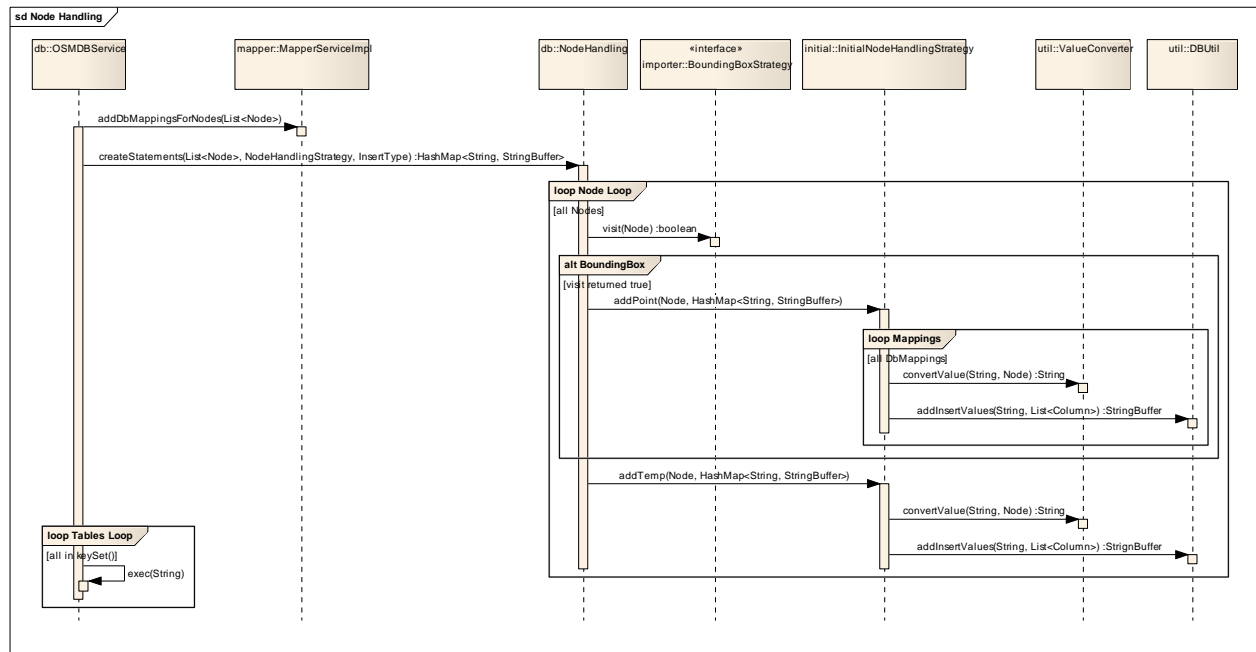 sd Node Handling
db::OSMDBService
mapper::MapperServiceImpl
db::NodeHandling
«interface»
importer::BoundingBoxStrategy
initial::InitialNodeHandlingStrategy
util::ValueConverter
util::DBUtil
addDbMappingsForNodes(List<Node>)
createStatements(List<Node>, NodeHandlingStrategy, InsertType) :HashMap<String, StringBuffer>
loop Node Loop
[all Nodes]
visit(Node) :boolean
alt BoundingBox
[visit returned true]
addPoint(Node, HashMap<String, StringBuffer>)
loop Mappings
[all DbMappings]
convertValue(String, Node) :String
addInsertValues(String, List<Column>) :StringBuffer
addTemp(Node, HashMap<String, StringBuffer>)
convertValue(String, Node) :String
addInsertValues(String, List<Column>) :StrignBuffer
loop Tables Loop
[all in keySet()]
exec(String)